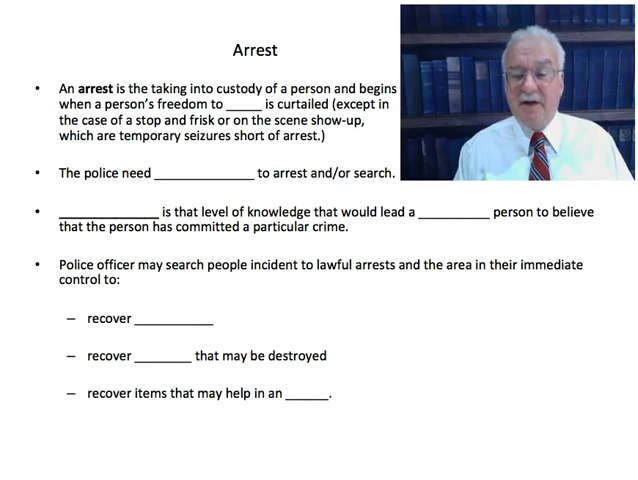 Arrest
• An arrest is the taking into custody of a person and begins
when a person's freedom to _____ is curtailed (except in
the case of a stop and frisk or on the scene show-up,
which are temporary seizures short of arrest.)
• The police need ______________ to arrest and/or search.
• ______________ is that level of knowledge that would lead a __________ person to believe
that the person has committed a particular crime.
• Police officer may search people incident to lawful arrests and the area in their immediate
control to:
– recover ___________
– recover ________ that may be destroyed
– recover items that may help in an ______.